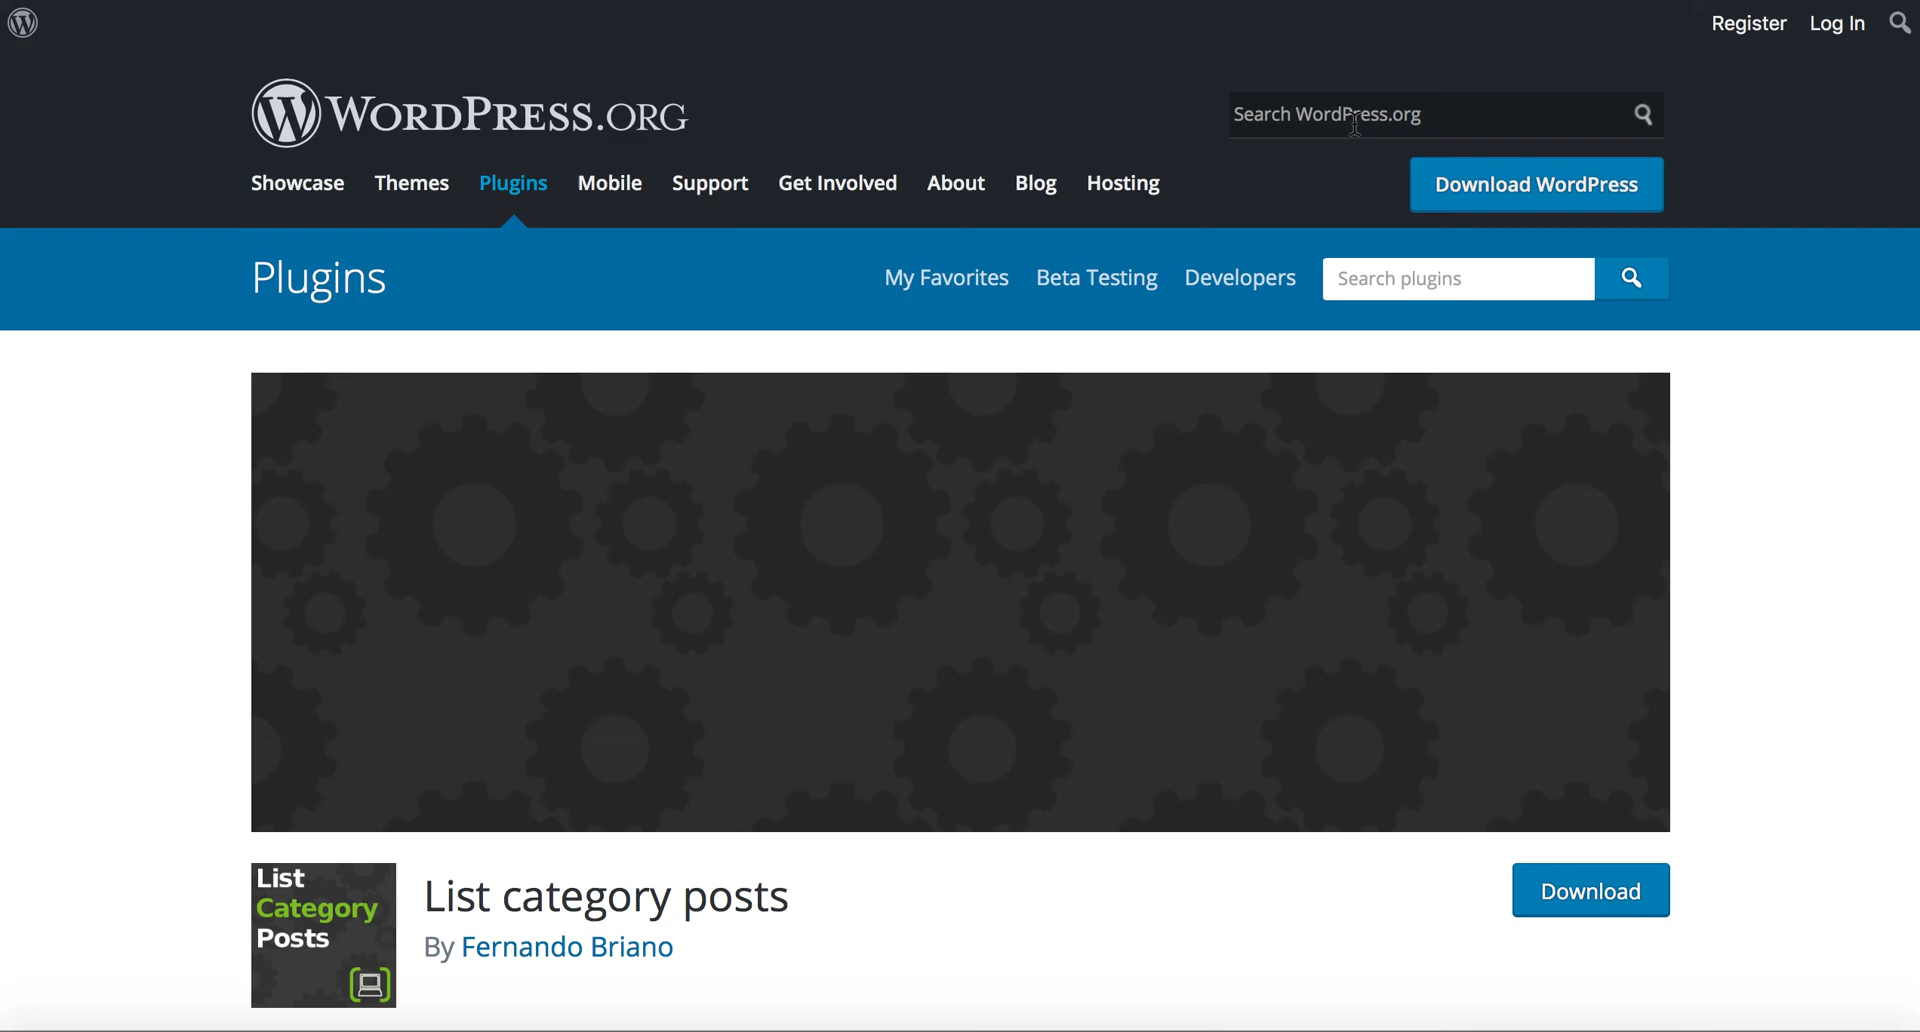 Register Log In
WORDPRESS.ORG
Search WordPress.org
Showcase Themes Plugins Mobile Support Get Involved About Blog Hosting
Download WordPress
Plugins
My Favorites Beta Testing Developers
Search plugins
List
Category
Posts
List category posts
By Fernando Briano
Download